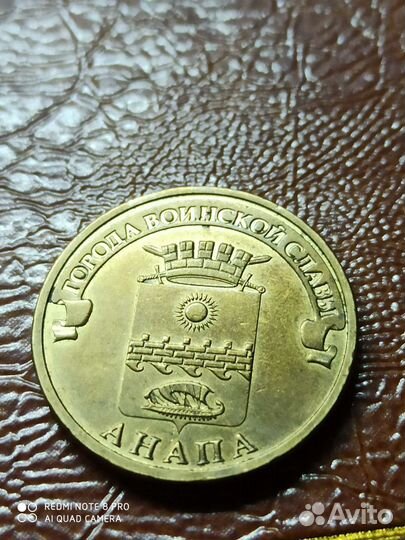 ГОРОДА ВОИНСКОЙ СЛАВЫ
АНАПА
REDMI NOTE 8 PRO
AI QUAD CAMERA
Avito